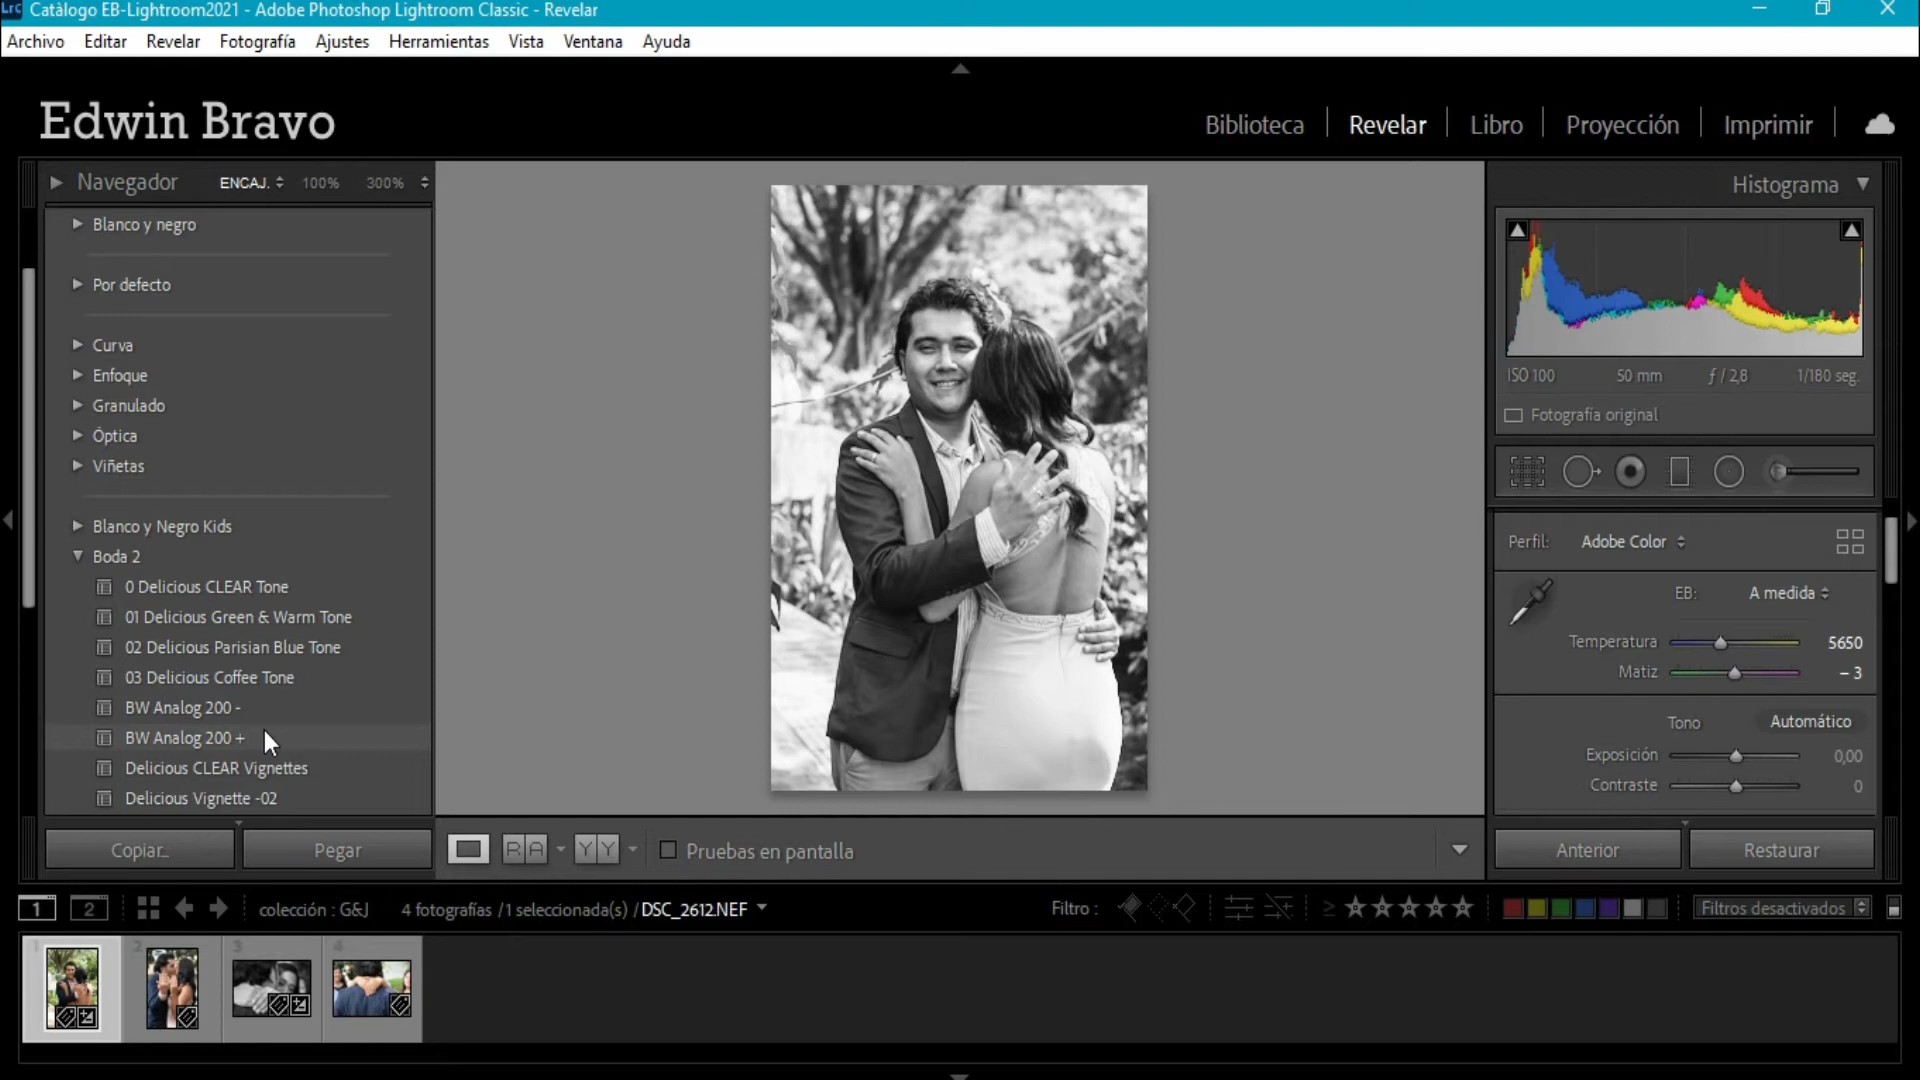 Lrc Catàlogo EB-Lightroom2021 - Adobe Photoshop Lightroom Classic - Revelar
Archivo Editar Revelar Fotografía Ajustes Herramientas Vista Ventana Ayuda
Edwin Bravo
Biblioteca Revelar Libro Proyección Imprimir
Navegador ENCAJ. 100% 300%
Blanco y negro
Por defecto
Curva
Enfoque
Granulado
Óptica
Viñetas
Blanco y Negro Kids
Boda 2
0 Delicious CLEAR Tone
01 Delicious Green & Warm Tone
02 Delicious Parisian Blue Tone
03 Delicious Coffee Tone
BW Analog 200 -
BW Analog 200 +
Delicious CLEAR Vignettes
Delicious Vignette -02
Copiar... Pegar
R A Y Y Pruebas en pantalla
Histograma
ISO 100 50 mm ƒ / 2,8 1/180 seg.
Fotografía original
Perfil: Adobe Color
EB: A medida
Temperatura 5650
Matiz – 3
Tono Automático
Exposición 0,00
Contraste 0
Anterior Restaurar
1 2 colección : G&J 4 fotografías /1 seleccionada(s) /DSC_2612.NEF Filtro : ≥ Filtros desactivados
1 2 3 4